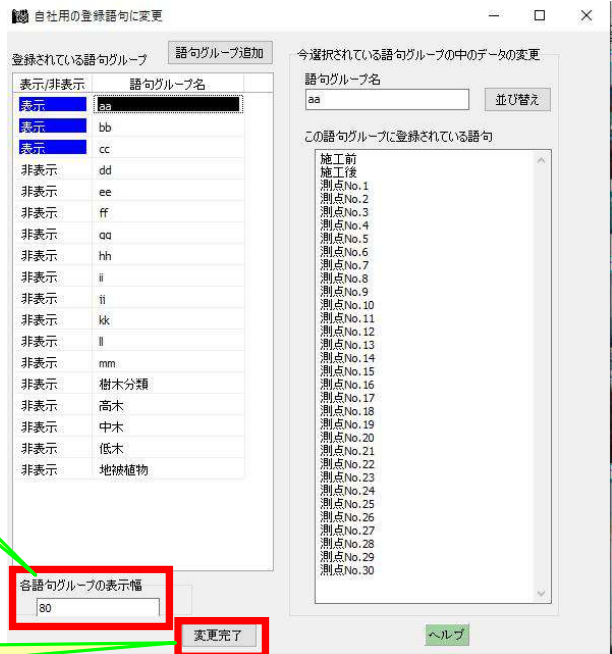 自社用の登録語句に変更
登録されている語句グループ
語句グループ追加
表示/非表示 語句グループ名
表示 aa
表示 bb
表示 cc
非表示 dd
非表示 ee
非表示 ff
非表示 gg
非表示 hh
非表示 ii
非表示 jj
非表示 kk
非表示 ll
非表示 mm
非表示 樹木分類
非表示 高木
非表示 中木
非表示 低木
非表示 地被植物
各語句グループの表示幅
80
変更完了
今選択されている語句グループの中のデータの変更
語句グループ名
aa
並び替え
この語句グループに登録されている語句
施工前
施工後
測点No.1
測点No.2
測点No.3
測点No.4
測点No.5
測点No.6
測点No.7
測点No.8
測点No.9
測点No.10
測点No.11
測点No.12
測点No.13
測点No.14
測点No.15
測点No.16
測点No.17
測点No.18
測点No.19
測点No.20
測点No.21
測点No.22
測点No.23
測点No.24
測点No.25
測点No.26
測点No.27
測点No.28
測点No.29
測点No.30
ヘルプ